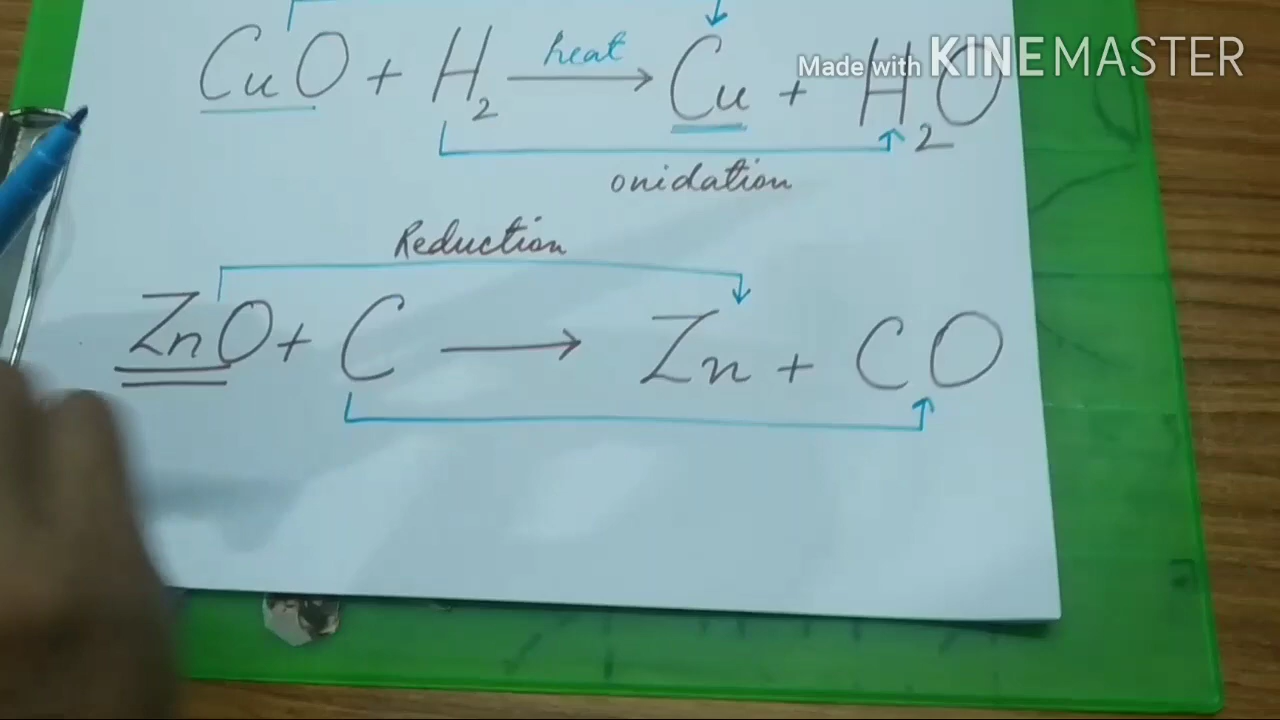 heat
CuO + H₂ → Cu + H₂O
Made with KINEMASTER
onidation
Reduction
ZnO + C → Zn + CO